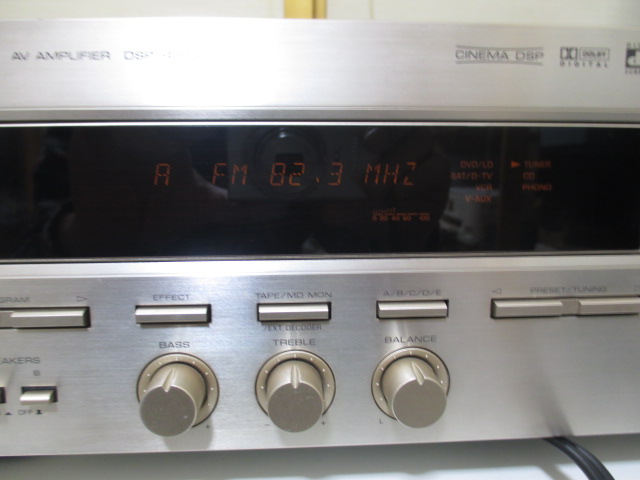 AV AMPLIFIER
CINEMA DSP
DOLBY
DIGITAL
A FM 82.3 MHZ
DVD/LD
TUNER
SAT/D-TV
CD
VCR
PHONO
V-AUX
EFFECT
TAPE/MD MON
/EXT. DECODER
A/B/C/D/E
PRESET/TUNING
BASS
TREBLE
BALANCE
B
OFF
L